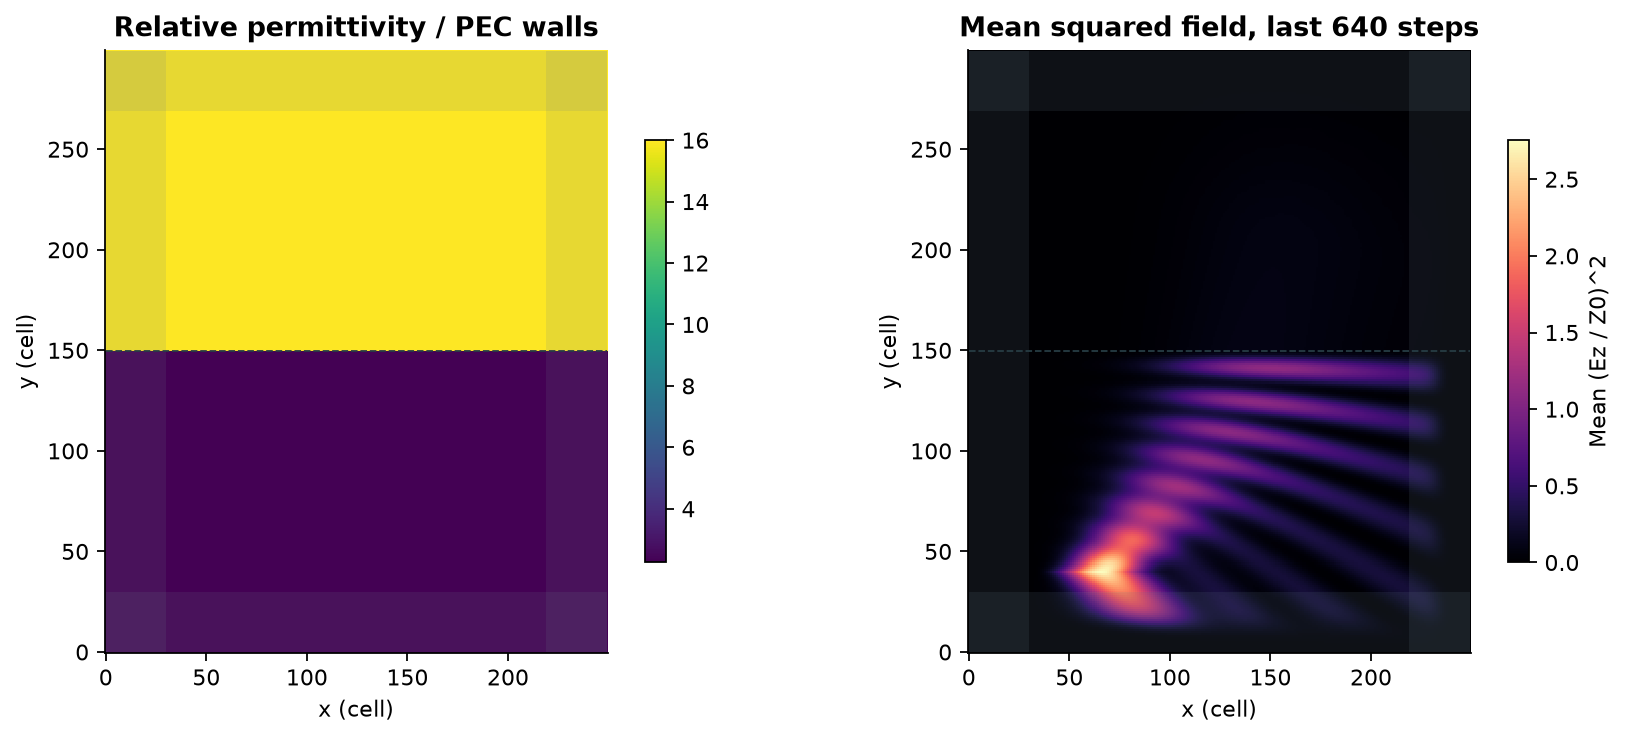 Relative permittivity / PEC walls
Mean squared field, last 640 steps
250
200
150
100
50
0
y (cell)
0 50 100 150 200
x (cell)
16
14
12
10
8
6
4
250
200
150
100
50
0
y (cell)
0 50 100 150 200
x (cell)
2.5
2.0
1.5
1.0
0.5
0.0
Mean (Ez / Z0)^2